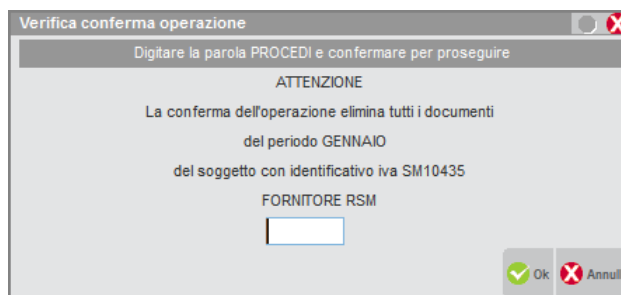 Verifica conferma operazione
Digitare la parola PROCEDI e confermare per proseguire
ATTENZIONE
La conferma dell'operazione elimina tutti i documenti
del periodo GENNAIO
del soggetto con identificativo iva SM10435
FORNITORE RSM
Ok Annull